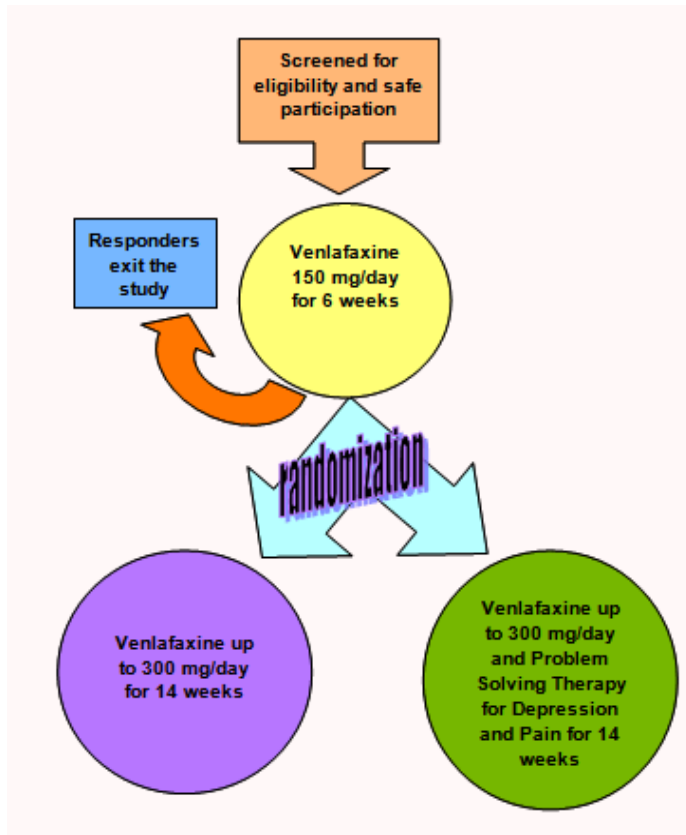 Screened for
eligibility and safe
participation
Venlafaxine
150 mg/day
for 6 weeks
Responders
exit the
study
randomization
Venlafaxine up
to 300 mg/day
for 14 weeks
Venlafaxine up
to 300 mg/day
and Problem
Solving Therapy
for Depression
and Pain for 14
weeks